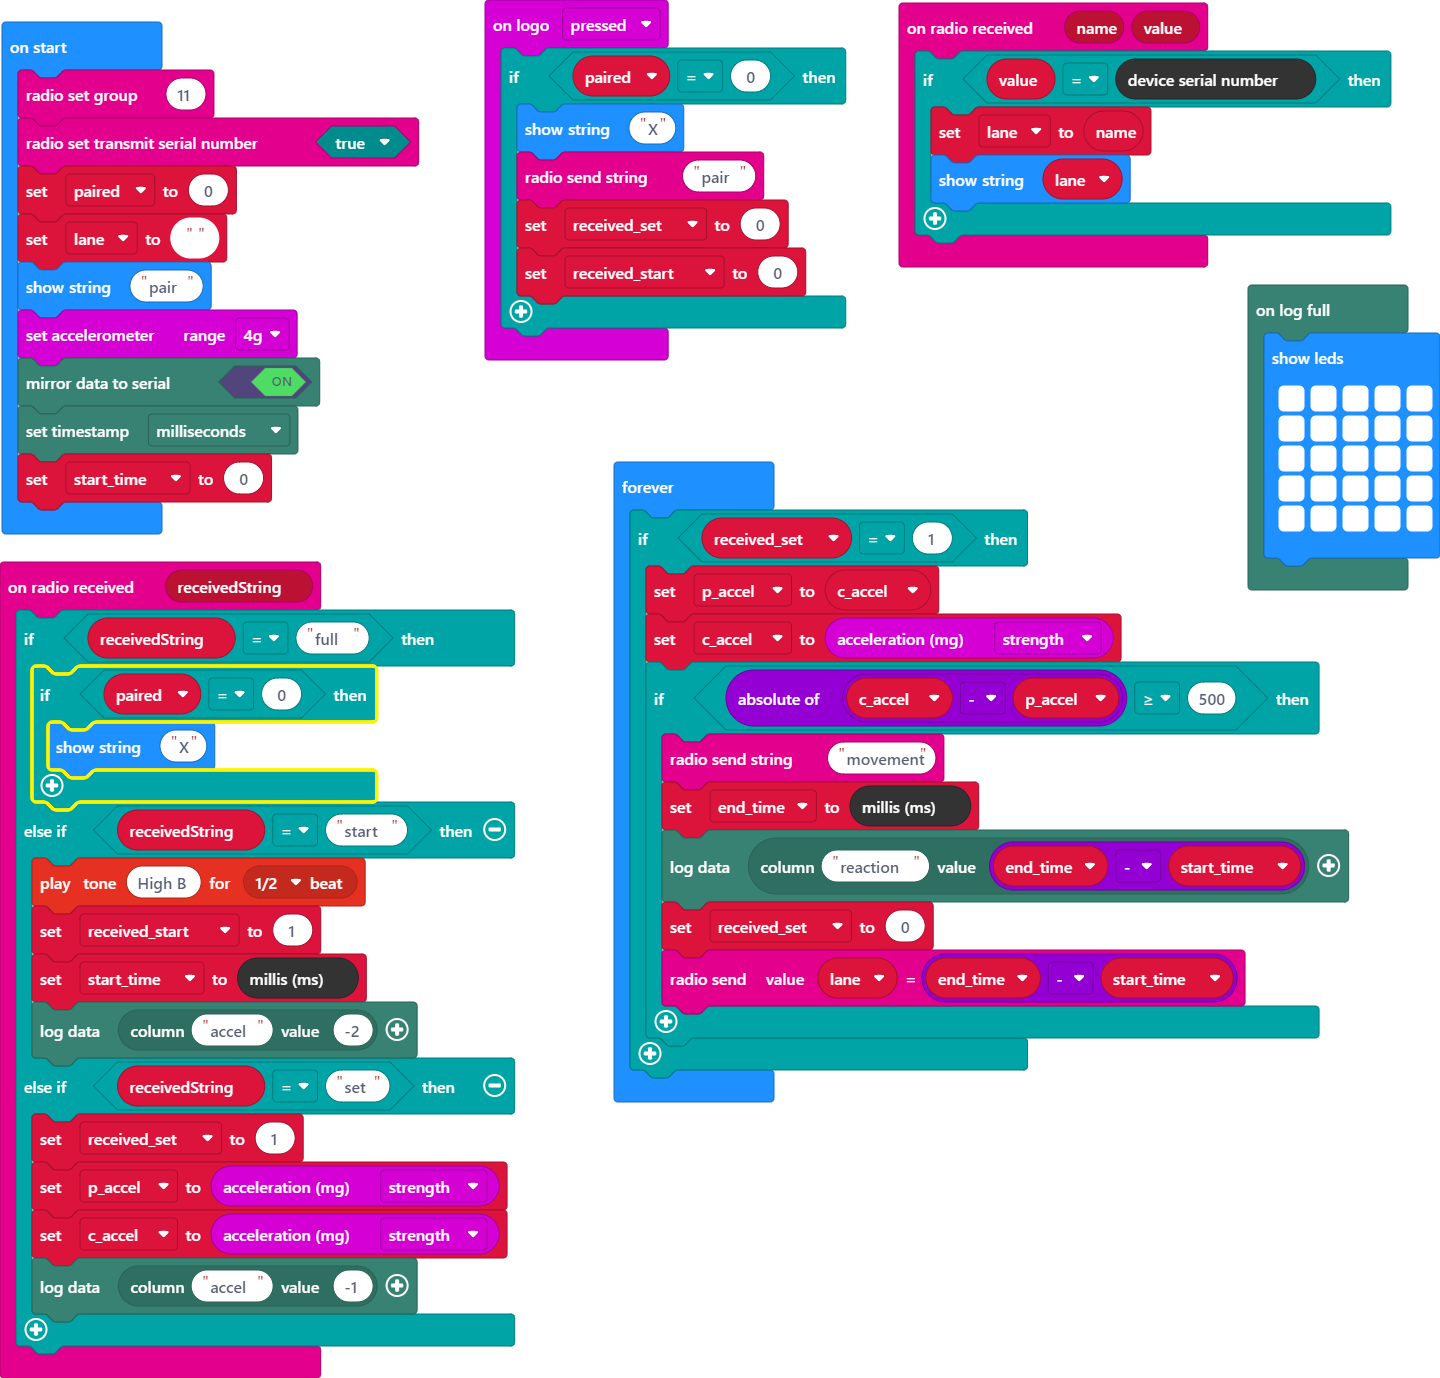 on start
radio set group 11
radio set transmit serial number true
set paired to 0
set lane to " "
show string "pair"
set accelerometer range 4g
mirror data to serial ON
set timestamp milliseconds
set start_time to 0
on logo pressed
if paired = 0 then
show string "X"
radio send string "pair"
set received_set to 0
set received_start to 0
on radio received name value
if value = device serial number then
set lane to name
show string lane
on log full
show leds
on radio received receivedString
if receivedString = "full" then
if paired = 0 then
show string "X"
else if receivedString = "start" then
play tone High B for 1/2 beat
set received_start to 1
set start_time to millis (ms)
log data column "accel" value -2
else if receivedString = "set" then
set received_set to 1
set p_accel to acceleration (mg) strength
set c_accel to acceleration (mg) strength
log data column "accel" value -1
forever
if received_set = 1 then
set p_accel to c_accel
set c_accel to acceleration (mg) strength
if absolute of c_accel - p_accel ≥ 500 then
radio send string "movement"
set end_time to millis (ms)
log data column "reaction" value end_time - start_time
set received_set to 0
radio send value lane = end_time - start_time